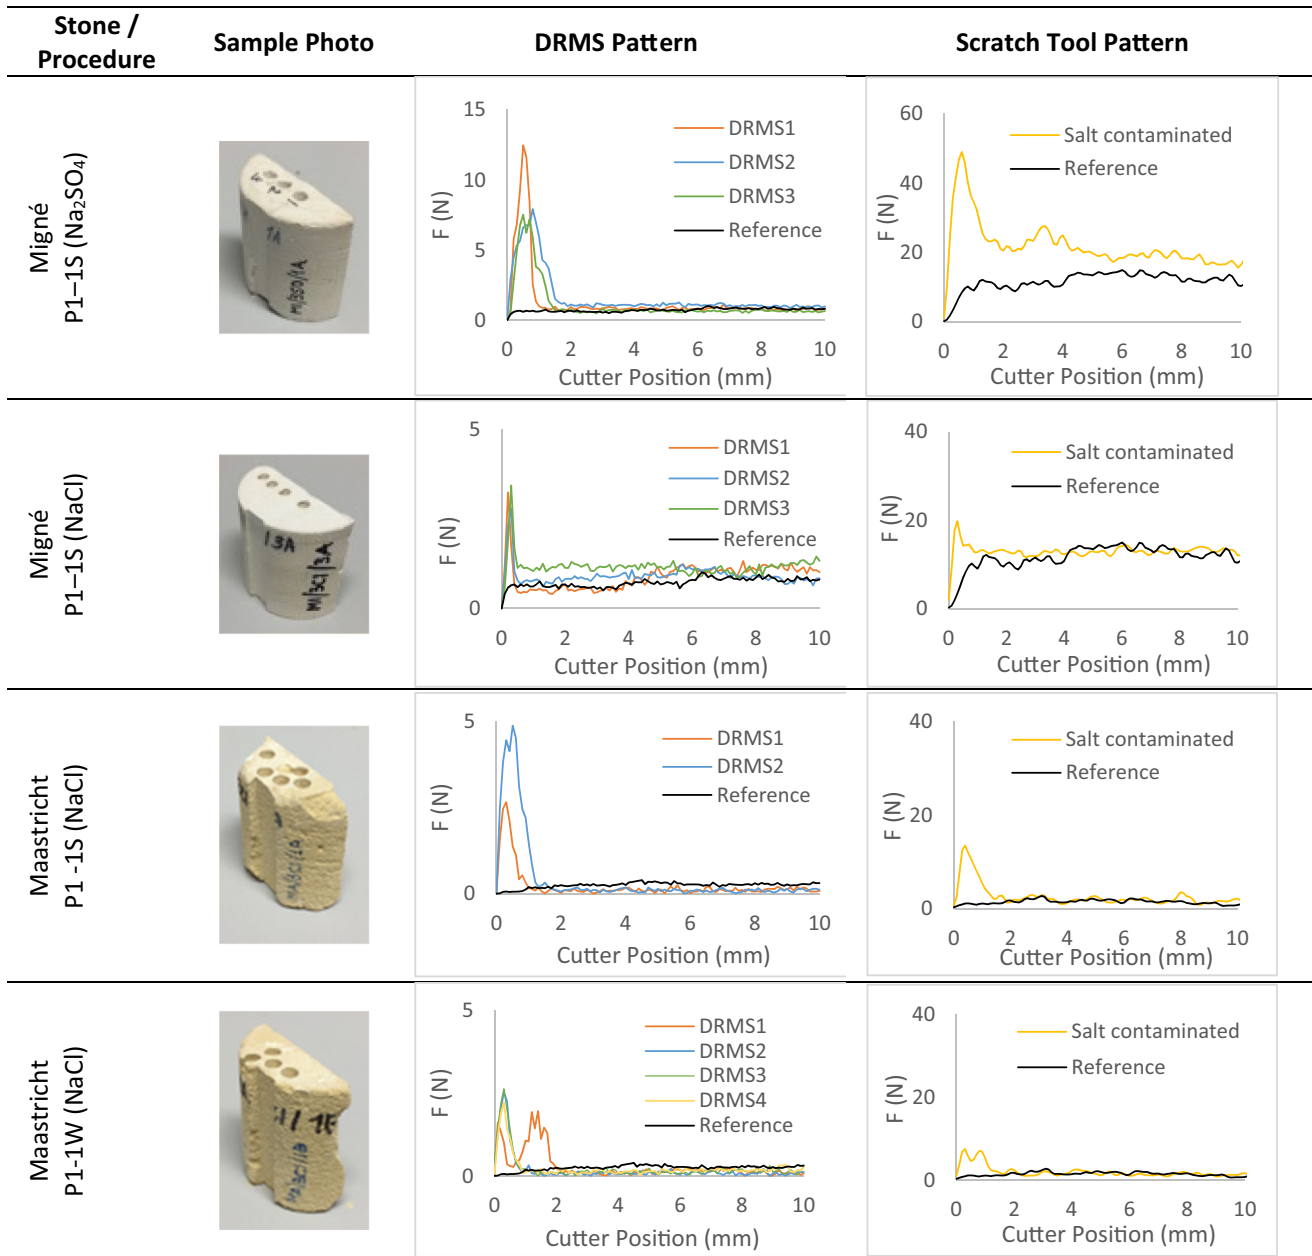 Stone /
Procedure
Sample Photo
DRMS Pattern
Scratch Tool Pattern
Migné
P1–1S (Na₂SO₄)
1A
15
10
5
0
F (N)
0 2 4 6 8 10
Cutter Position (mm)
DRMS1
DRMS2
DRMS3
Reference
60
40
20
0
F (N)
0 2 4 6 8 10
Cutter Position (mm)
Salt contaminated
Reference
Migné
P1–1S (NaCl)
13A
5
0
F (N)
0 2 4 6 8 10
Cutter Position (mm)
DRMS1
DRMS2
DRMS3
Reference
40
20
0
F (N)
0 2 4 6 8 10
Cutter Position (mm)
Salt contaminated
Reference
Maastricht
P1 -1S (NaCl)
5
0
F (N)
0 2 4 6 8 10
Cutter Position (mm)
DRMS1
DRMS2
Reference
40
20
0
F (N)
0 2 4 6 8 10
Cutter Position (mm)
Salt contaminated
Reference
Maastricht
P1-1W (NaCl)
5
0
F (N)
0 2 4 6 8 10
Cutter Position (mm)
DRMS1
DRMS2
DRMS3
DRMS4
Reference
40
20
0
F (N)
0 2 4 6 8 10
Cutter Position (mm)
Salt contaminated
Reference